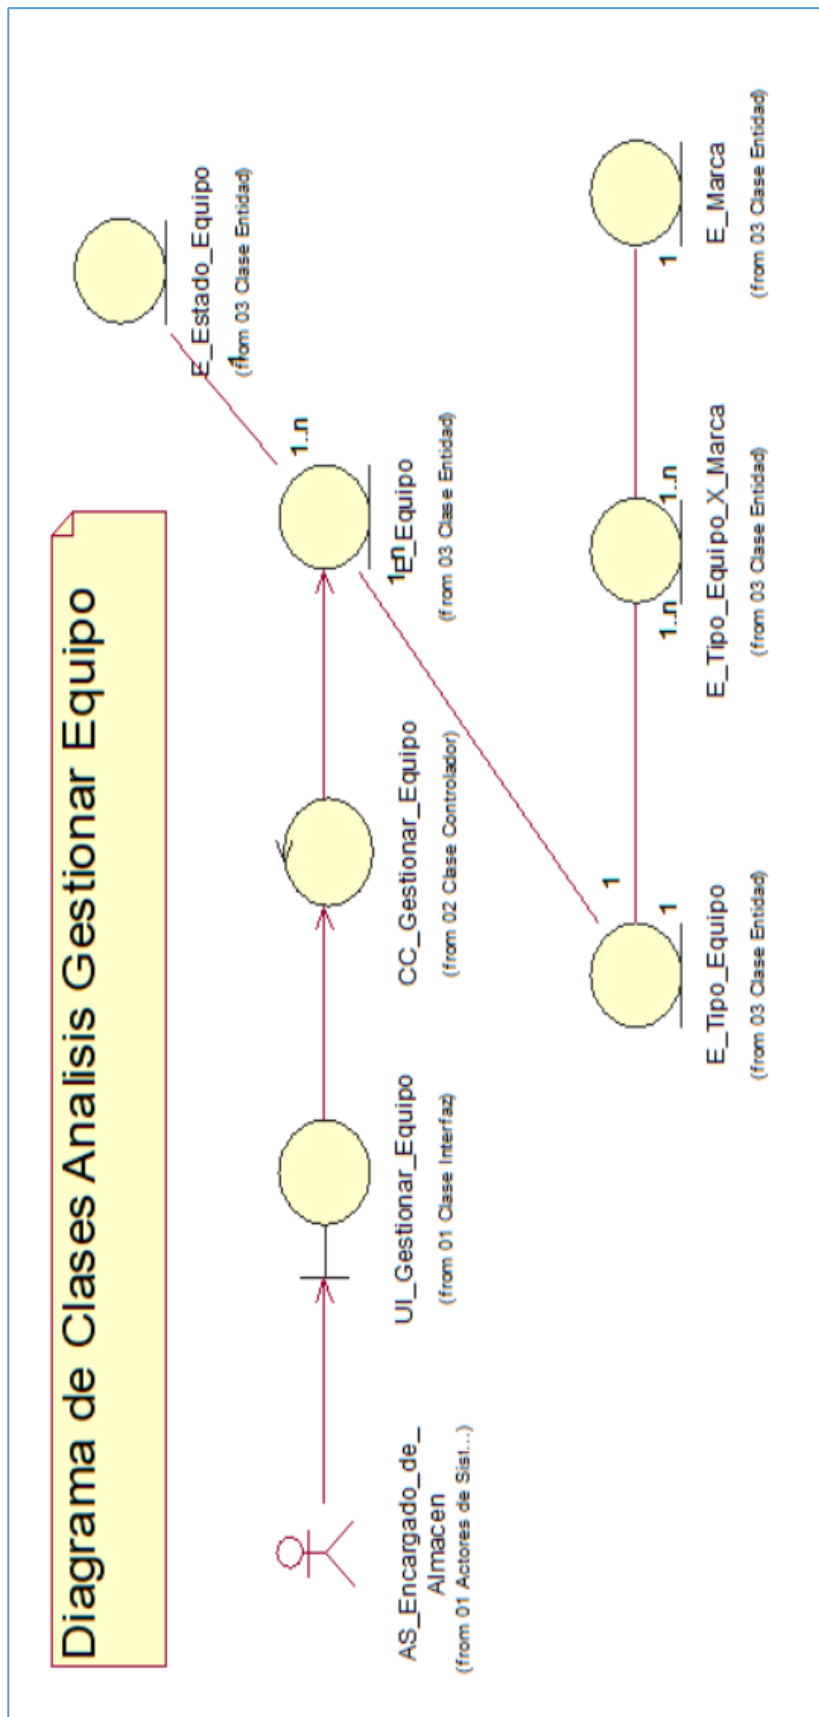 Diagrama de Clases Analisis Gestionar Equipo
E_Estado_Equipo
(from 03 Clase Entidad)
1
1..n
AS_Encargado_de_
Almacen
(from 01 Actores de Sist...)
UI_Gestionar_Equipo
(from 01 Clase Interfaz)
CC_Gestionar_Equipo
(from 02 Clase Controlador)
E_Equipo
(from 03 Clase Entidad)
1..n
1
1
E_Tipo_Equipo
(from 03 Clase Entidad)
1..n
1..n
E_Tipo_Equipo_X_Marca
(from 03 Clase Entidad)
1
E_Marca
(from 03 Clase Entidad)